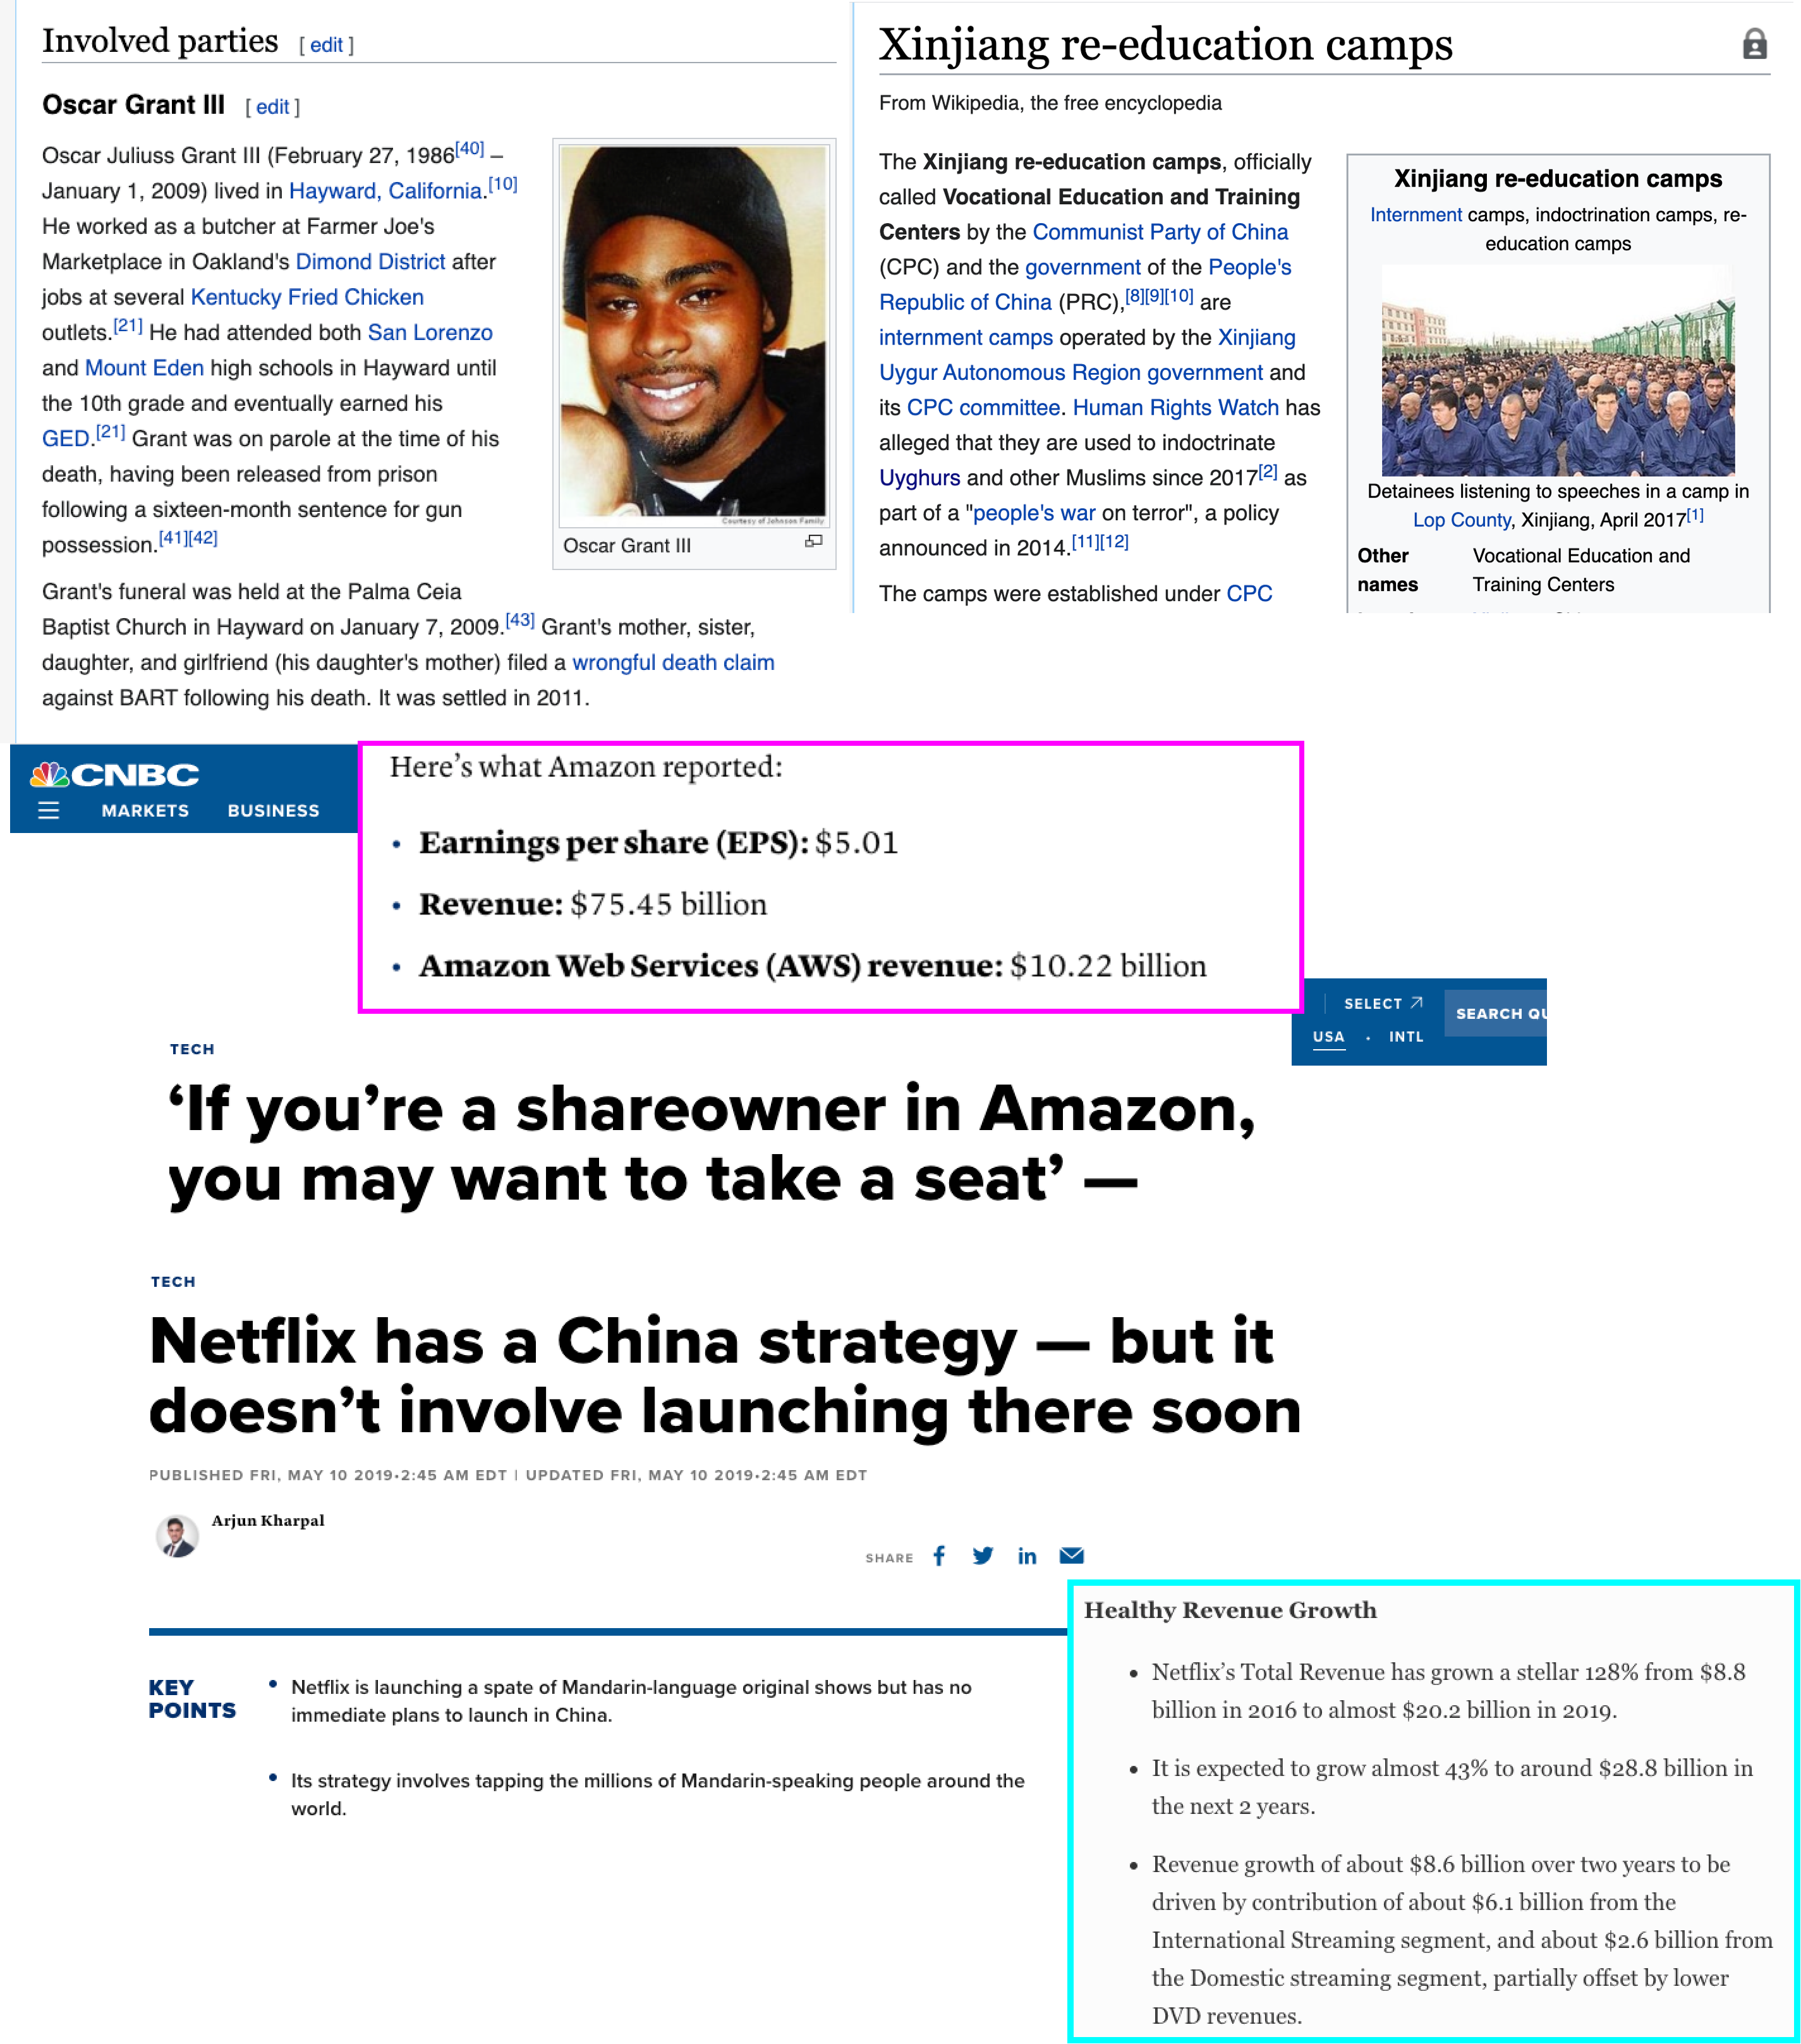 Involved parties [ edit ]
Oscar Grant III [ edit ]
Oscar Juliuss Grant III (February 27, 1986[40] –
January 1, 2009) lived in Hayward, California.[10]
He worked as a butcher at Farmer Joe's
Marketplace in Oakland's Dimond District after
jobs at several Kentucky Fried Chicken
outlets.[21] He had attended both San Lorenzo
and Mount Eden high schools in Hayward until
the 10th grade and eventually earned his
GED.[21] Grant was on parole at the time of his
death, having been released from prison
following a sixteen-month sentence for gun
possession.[41][42]
Courtesy of Johnson Family
Oscar Grant III
Grant's funeral was held at the Palma Ceia
Baptist Church in Hayward on January 7, 2009.[43] Grant's mother, sister,
daughter, and girlfriend (his daughter's mother) filed a wrongful death claim
against BART following his death. It was settled in 2011.
Xinjiang re-education camps
From Wikipedia, the free encyclopedia
The Xinjiang re-education camps, officially
called Vocational Education and Training
Centers by the Communist Party of China
(CPC) and the government of the People's
Republic of China (PRC),[8][9][10] are
internment camps operated by the Xinjiang
Uygur Autonomous Region government and
its CPC committee. Human Rights Watch has
alleged that they are used to indoctrinate
Uyghurs and other Muslims since 2017[2] as
part of a "people's war on terror", a policy
announced in 2014.[11][12]
The camps were established under CPC
Xinjiang re-education camps
Internment camps, indoctrination camps, re-
education camps
Detainees listening to speeches in a camp in
Lop County, Xinjiang, April 2017[1]
Other names Vocational Education and
Training Centers
CNBC
MARKETS BUSINESS
Here's what Amazon reported:
• Earnings per share (EPS): $5.01
• Revenue: $75.45 billion
• Amazon Web Services (AWS) revenue: $10.22 billion
SELECT SEARCH QU
USA · INTL
TECH
‘If you’re a shareowner in Amazon,
you may want to take a seat’ —
TECH
Netflix has a China strategy — but it
doesn’t involve launching there soon
PUBLISHED FRI, MAY 10 2019•2:45 AM EDT | UPDATED FRI, MAY 10 2019•2:45 AM EDT
Arjun Kharpal
SHARE
KEY
POINTS
• Netflix is launching a spate of Mandarin-language original shows but has no
immediate plans to launch in China.
• Its strategy involves tapping the millions of Mandarin-speaking people around the
world.
Healthy Revenue Growth
• Netflix’s Total Revenue has grown a stellar 128% from $8.8
billion in 2016 to almost $20.2 billion in 2019.
• It is expected to grow almost 43% to around $28.8 billion in
the next 2 years.
• Revenue growth of about $8.6 billion over two years to be
driven by contribution of about $6.1 billion from the
International Streaming segment, and about $2.6 billion from
the Domestic streaming segment, partially offset by lower
DVD revenues.